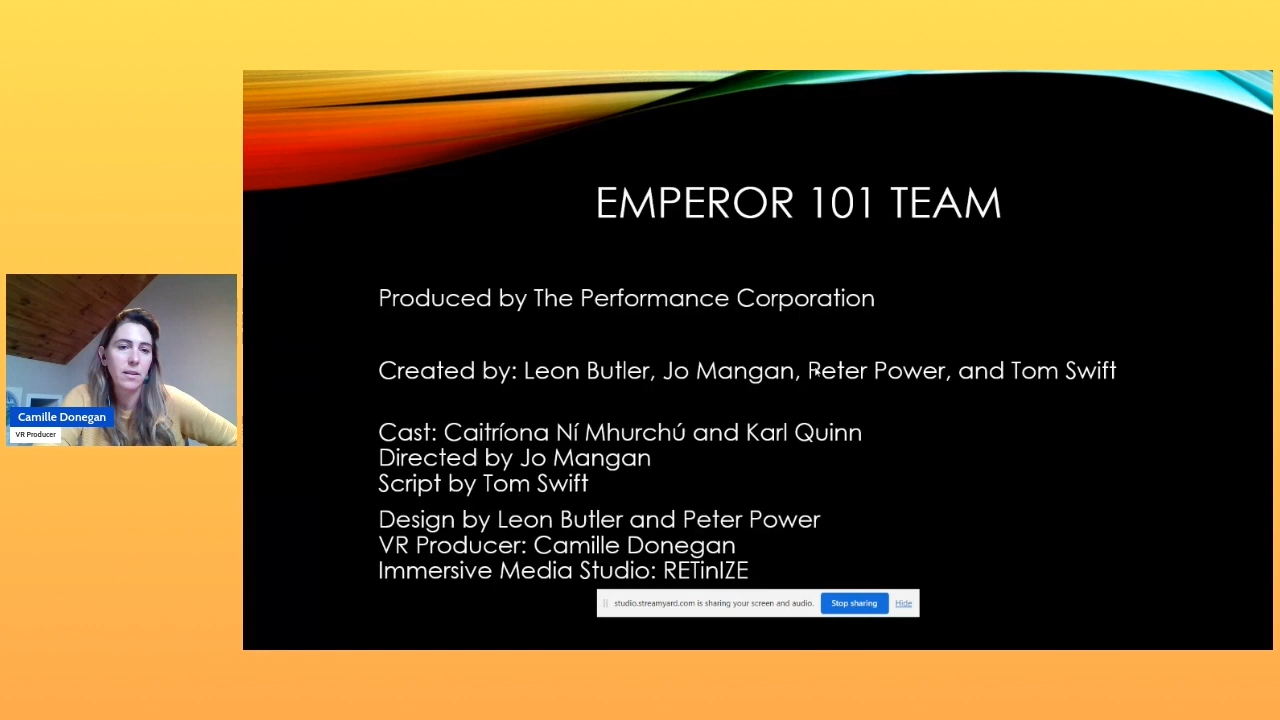 EMPEROR 101 TEAM
Produced by The Performance Corporation
Created by: Leon Butler, Jo Mangan, Peter Power, and Tom Swift
Cast: Caitríona Ní Mhurchú and Karl Quinn
Directed by Jo Mangan
Script by Tom Swift
Design by Leon Butler and Peter Power
VR Producer: Camille Donegan
Immersive Media Studio: RETinIZE
studio.streamyard.com is sharing your screen and audio. Stop sharing Hide
Camille Donegan
VR Producer